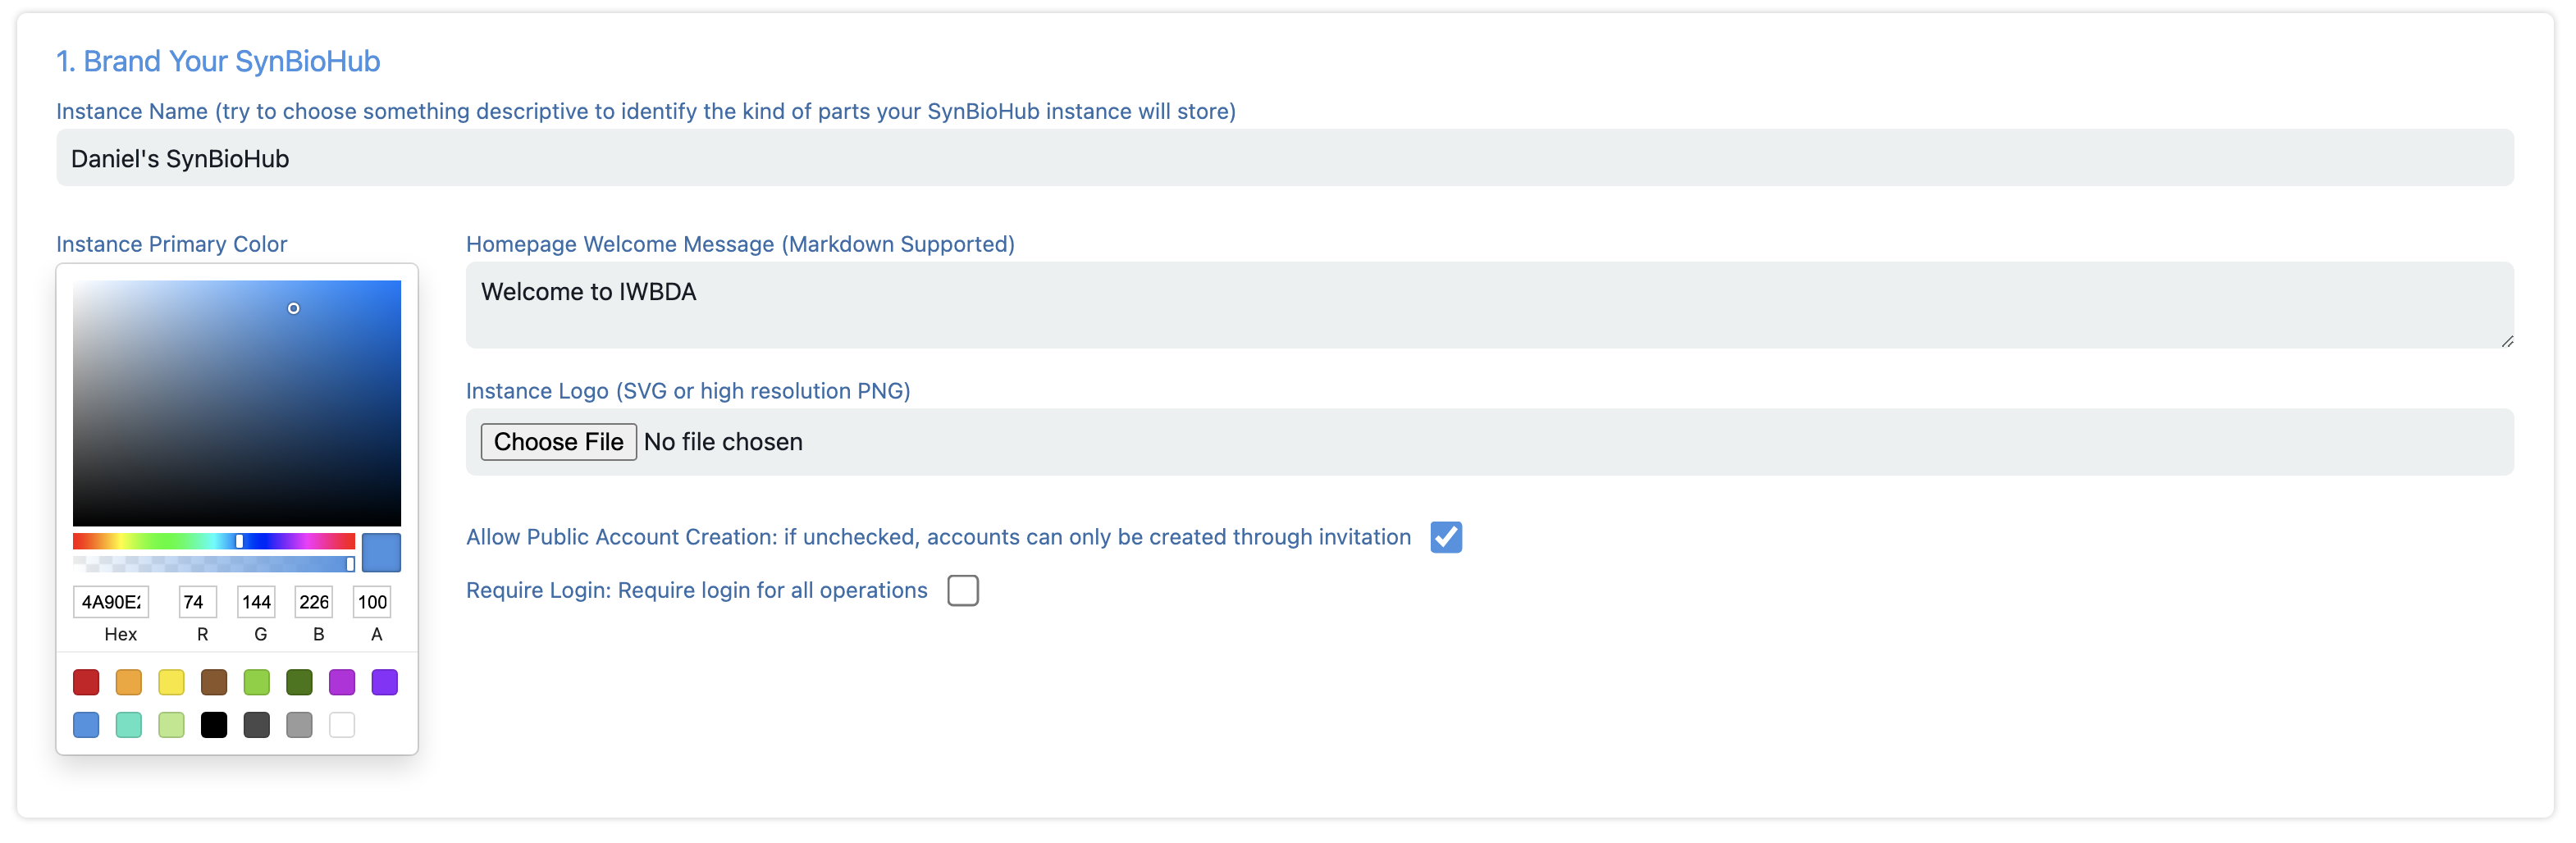 1. Brand Your SynBioHub
Instance Name (try to choose something descriptive to identify the kind of parts your SynBioHub instance will store)
Daniel's SynBioHub
Instance Primary Color
Homepage Welcome Message (Markdown Supported)
Welcome to IWBDA
Instance Logo (SVG or high resolution PNG)
Choose File No file chosen
Allow Public Account Creation: if unchecked, accounts can only be created through invitation
Require Login: Require login for all operations
4A90E 74 144 226 100
Hex R G B A